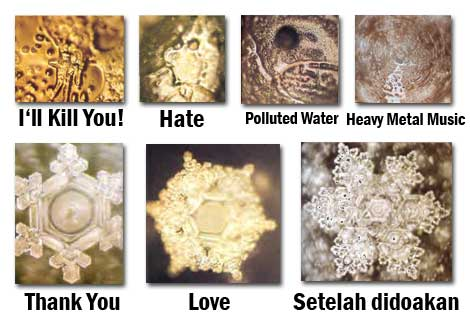 I'll Kill You!
Hate
Polluted Water
Heavy Metal Music
Thank You
Love
Setelah didoakan